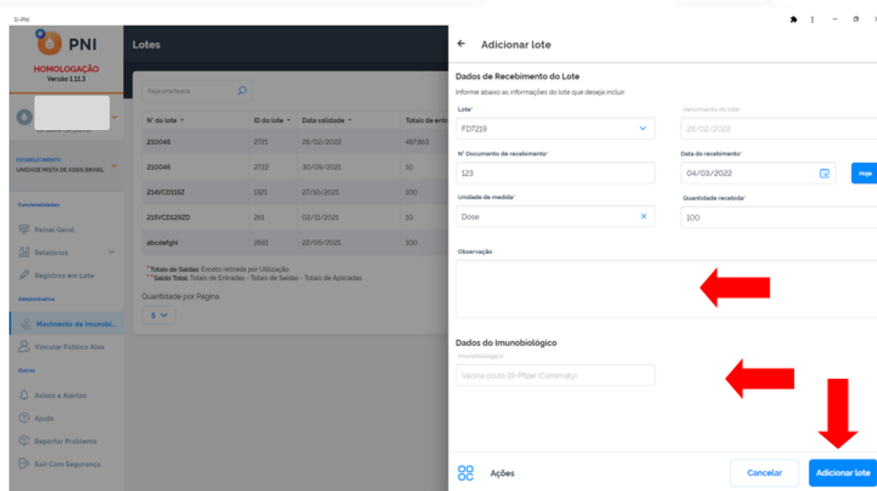 Si-PNI
PNI
HOMOLOGAÇÃO
Versão 1.11.3
ESTABELECIMENTO
UNIDADE MISTA DE ASSIS BRASIL
Funcionalidades
Painel Geral
Relatórios
Registros em Lote
Administrativo
Movimento de Imunobi...
Vincular Público Alvo
Outros
Avisos e Alertas
Ajuda
Reportar Problema
Sair Com Segurança
Lotes
Faça uma busca.
N° do lote ID do lote Data validade Totais de entra
210046 2721 28/02/2022 467.863
210046 2722 30/09/2021 10
214VCD115Z 1321 27/10/2021 100
215VCD129ZD 261 02/11/2021 10
abcdefghi 2661 22/09/2021 100
*Totais de Saídas: Exceto retirada por Utilização
**Saldo Total: Totais de Entradas - Totais de Saídas - Totais de Aplicadas
Quantidade por Página
5
Adicionar lote
Dados de Recebimento do Lote
Informe abaixo as informações do lote que deseja incluir.
Lote* Vencimento do lote*
FD7219 28/02/2022
N° Documento de recebimento* Data do recebimento*
123 04/03/2022 Hoje
Unidade de medida* Quantidade recebida*
Dose 100
Observação
Dados do Imunobiológico
Imunobiológico*
Vacina covid-19-Pfizer (Comirnaty)
Ações Cancelar Adicionar lote